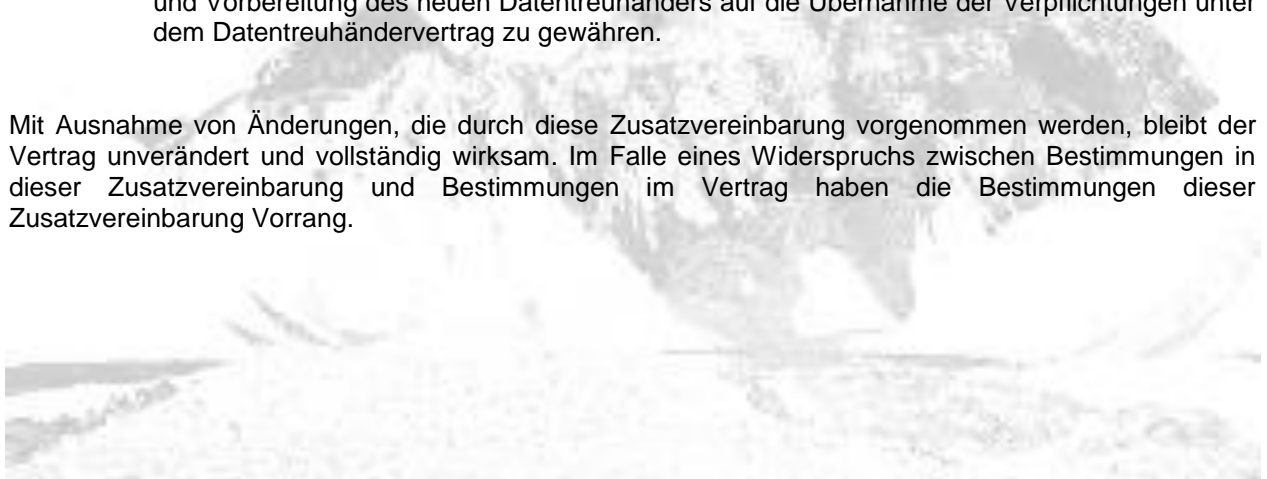 und Vorbereitung des neuen Datentreuhänders auf die Übernahme der Verpflichtungen unter
dem Datentreuhändervertrag zu gewähren.
Mit Ausnahme von Änderungen, die durch diese Zusatzvereinbarung vorgenommen werden, bleibt der
Vertrag unverändert und vollständig wirksam. Im Falle eines Widerspruchs zwischen Bestimmungen in
dieser Zusatzvereinbarung und Bestimmungen im Vertrag haben die Bestimmungen dieser
Zusatzvereinbarung Vorrang.